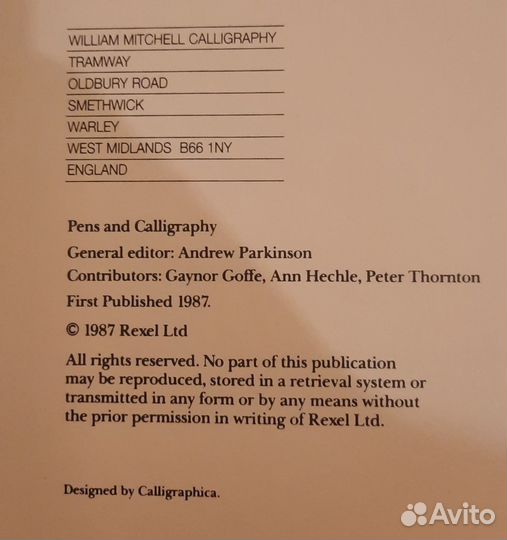 WILLIAM MITCHELL CALLIGRAPHY
TRAMWAY
OLDBURY ROAD
SMETHWICK
WARLEY
WEST MIDLANDS B66 1NY
ENGLAND
Pens and Calligraphy
General editor: Andrew Parkinson
Contributors: Gaynor Goffe, Ann Hechle, Peter Thornton
First Published 1987.
© 1987 Rexel Ltd
All rights reserved. No part of this publication
may be reproduced, stored in a retrieval system or
transmitted in any form or by any means without
the prior permission in writing of Rexel Ltd.
Designed by Calligraphica.
Avito